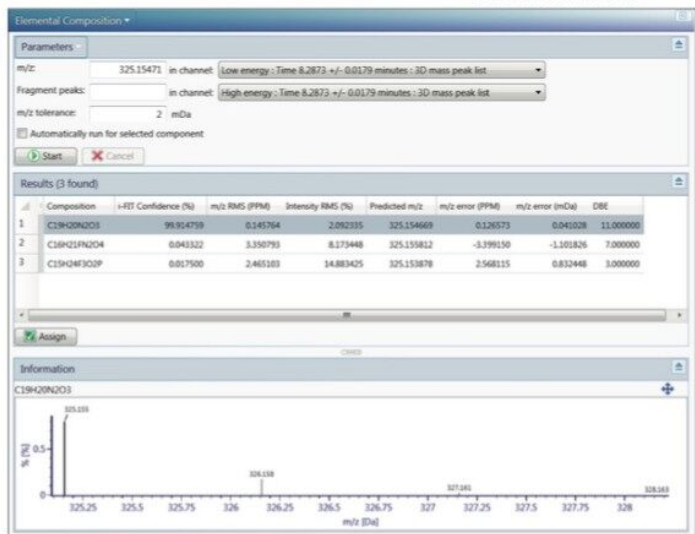 Elemental Composition
Parameters
m/z: 325.15471 in channel: Low energy : Time 8.2873 +/- 0.0179 minutes : 3D mass peak list
Fragment peaks: in channel: High energy : Time 8.2873 +/- 0.0179 minutes : 3D mass peak list
m/z tolerance: 2 mDa
Automatically run for selected component
Start Cancel
Results (3 found)
Composition i-FIT Confidence (%) m/z RMS (PPM) Intensity RMS (%) Predicted m/z m/z error (PPM) m/z error (mDa) DBE
1 C19H20N2O3 99.914759 0.145764 2.092335 325.154669 0.126573 0.041028 11.000000
2 C16H21FN2O4 0.043322 3.350793 8.173448 325.155812 -3.399150 -1.101826 7.000000
3 C15H24F3O2P 0.017500 2.465103 14.883425 325.153878 2.568115 0.832448 3.000000
Assign
Information
C19H20N2O3
325.155
% [%]
0.5
326.158
327.161
328.163
0
325.25 325.5 325.75 326 326.25 326.5 326.75 327 327.25 327.5 327.75 328
m/z [Da]